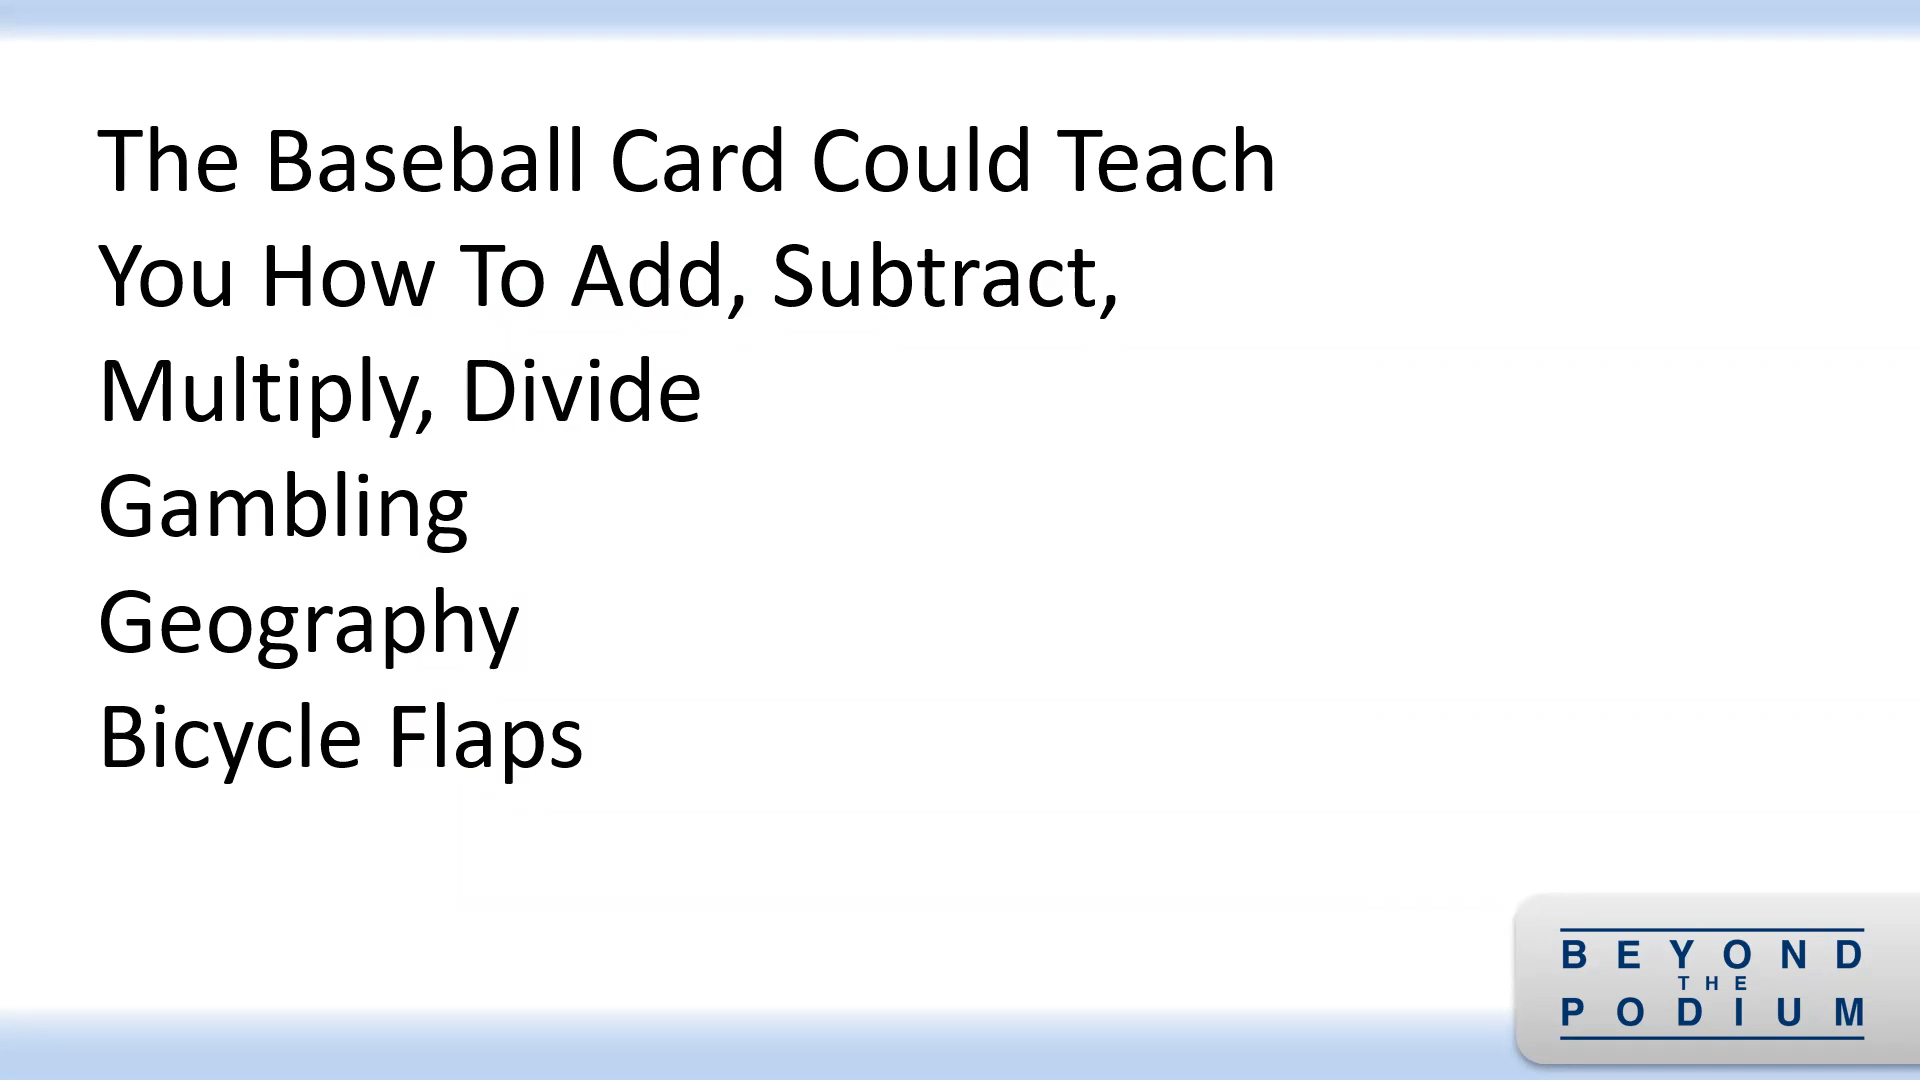 The Baseball Card Could Teach
You How To Add, Subtract,
Multiply, Divide
Gambling
Geography
Bicycle Flaps
BEYOND
THE
PODIUM